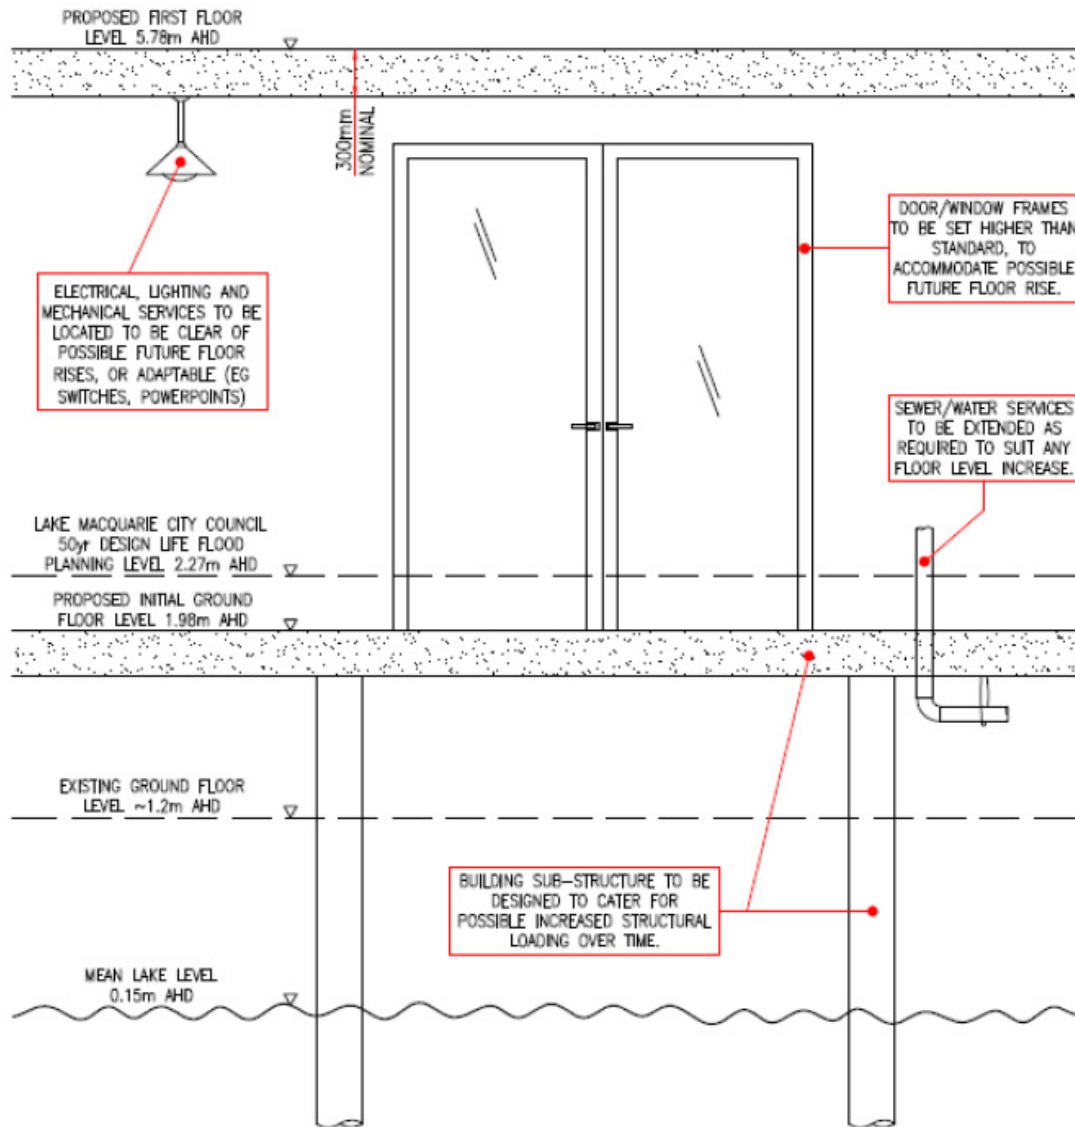 PROPOSED FIRST FLOOR
LEVEL 5.78m AHD
300mm
NOMINAL
DOOR/WINDOW FRAMES
TO BE SET HIGHER THAN
STANDARD, TO
ACCOMMODATE POSSIBLE
FUTURE FLOOR RISE.
ELECTRICAL, LIGHTING AND
MECHANICAL SERVICES TO BE
LOCATED TO BE CLEAR OF
POSSIBLE FUTURE FLOOR
RISES, OR ADAPTABLE (EG
SWITCHES, POWERPOINTS)
SEWER/WATER SERVICES
TO BE EXTENDED AS
REQUIRED TO SUIT ANY
FLOOR LEVEL INCREASE.
LAKE MACQUARIE CITY COUNCIL
50yr DESIGN LIFE FLOOD
PLANNING LEVEL 2.27m AHD
PROPOSED INITIAL GROUND
FLOOR LEVEL 1.98m AHD
EXISTING GROUND FLOOR
LEVEL ~1.2m AHD
BUILDING SUB-STRUCTURE TO BE
DESIGNED TO CATER FOR
POSSIBLE INCREASED STRUCTURAL
LOADING OVER TIME.
MEAN LAKE LEVEL
0.15m AHD